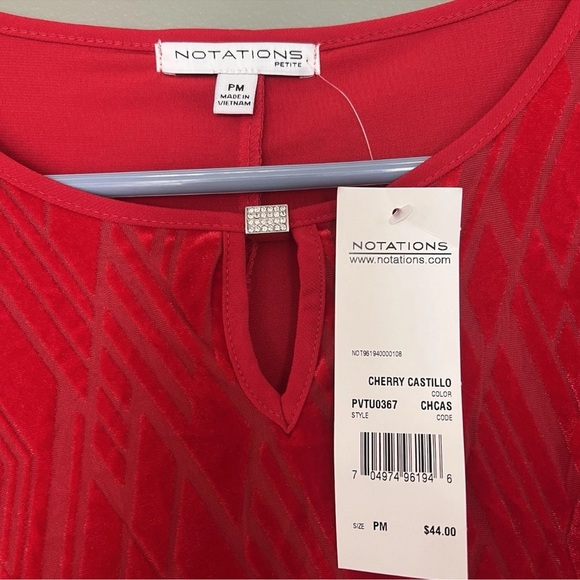 NOTATIONS
PETITE
PM
MADE IN
VIETNAM
NOTATIONS
www.notations.com
NOT961940000108
CHERRY CASTILLO
COLOR
PVTU0367 CHCAS
STYLE CODE
7 04974 96194 6
SIZE PM $44.00